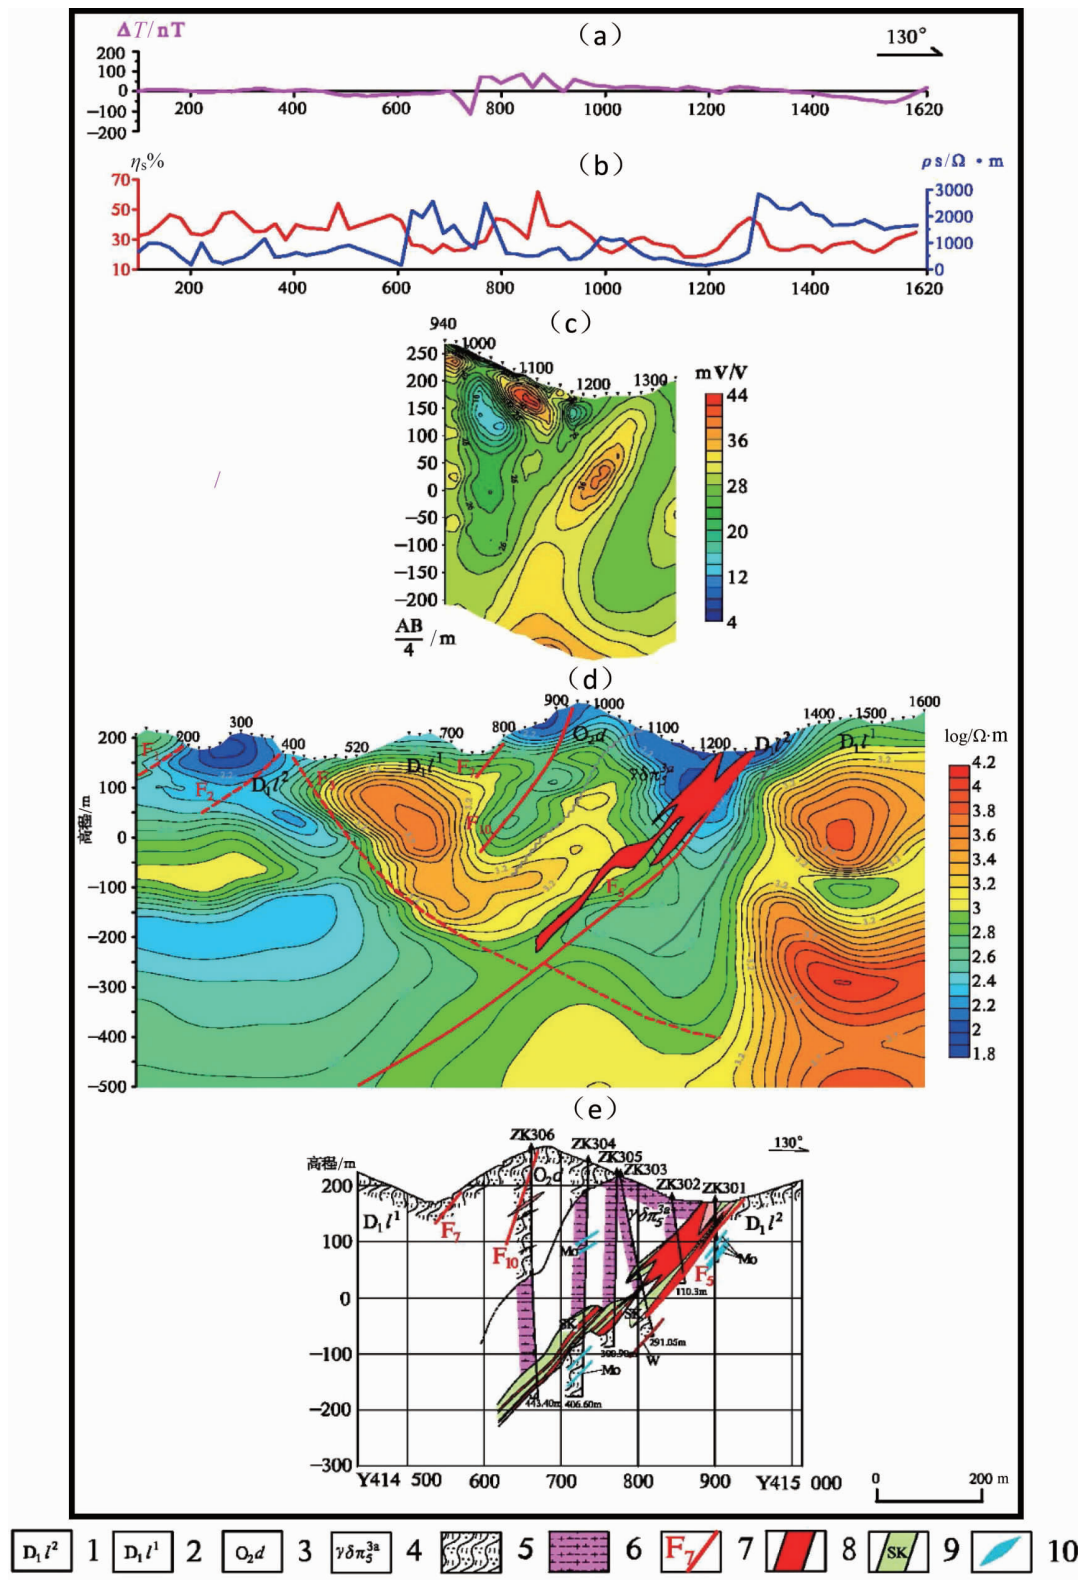 (a)
ΔT/nT
130°
200
100
0
−100
−200
200 400 600 800 1000 1200 1400 1620
(b)
ηs%
ρs/Ω·m
70
50
30
10
3000
2000
1000
0
200 400 600 800 1000 1200 1400 1620
(c)
940 1000 1100 1200 1300
250
200
150
100
50
0
−50
−100
−150
−200
AB/4 /m
mV/V
44
36
28
20
12
4
(d)
200 300 400 520 700 800 900 1000 1100 1200 1400 1500 1600
高程/m
200
100
0
−100
−200
−300
−400
−500
F₂
D₁l²
D₁l¹
F₁₀
O₂d
γδπ₅³ᵃ
F₅
D₁l²
D₁l¹
log/Ω·m
4.2
4
3.8
3.6
3.4
3.2
3
2.8
2.6
2.4
2.2
2
1.8
(e)
130°
高程/m
ZK306 ZK304 ZK305 ZK303 ZK302 ZK301
200
100
0
−100
−200
−300
D₁l¹
F₇
F₁₀
O₂d
γδπ₅³ᵃ
D₁l²
F₅
Mo
Mo
Mo
SK
SK
W
110.3m
291.05m
443.40m 406.60m
Y414 500 600 700 800 900 Y415 000
0 200 m
D₁l² 1 D₁l¹ 2 O₂d 3 γδπ₅³ᵃ 4 5 6 F₇ 7 8 SK 9 10